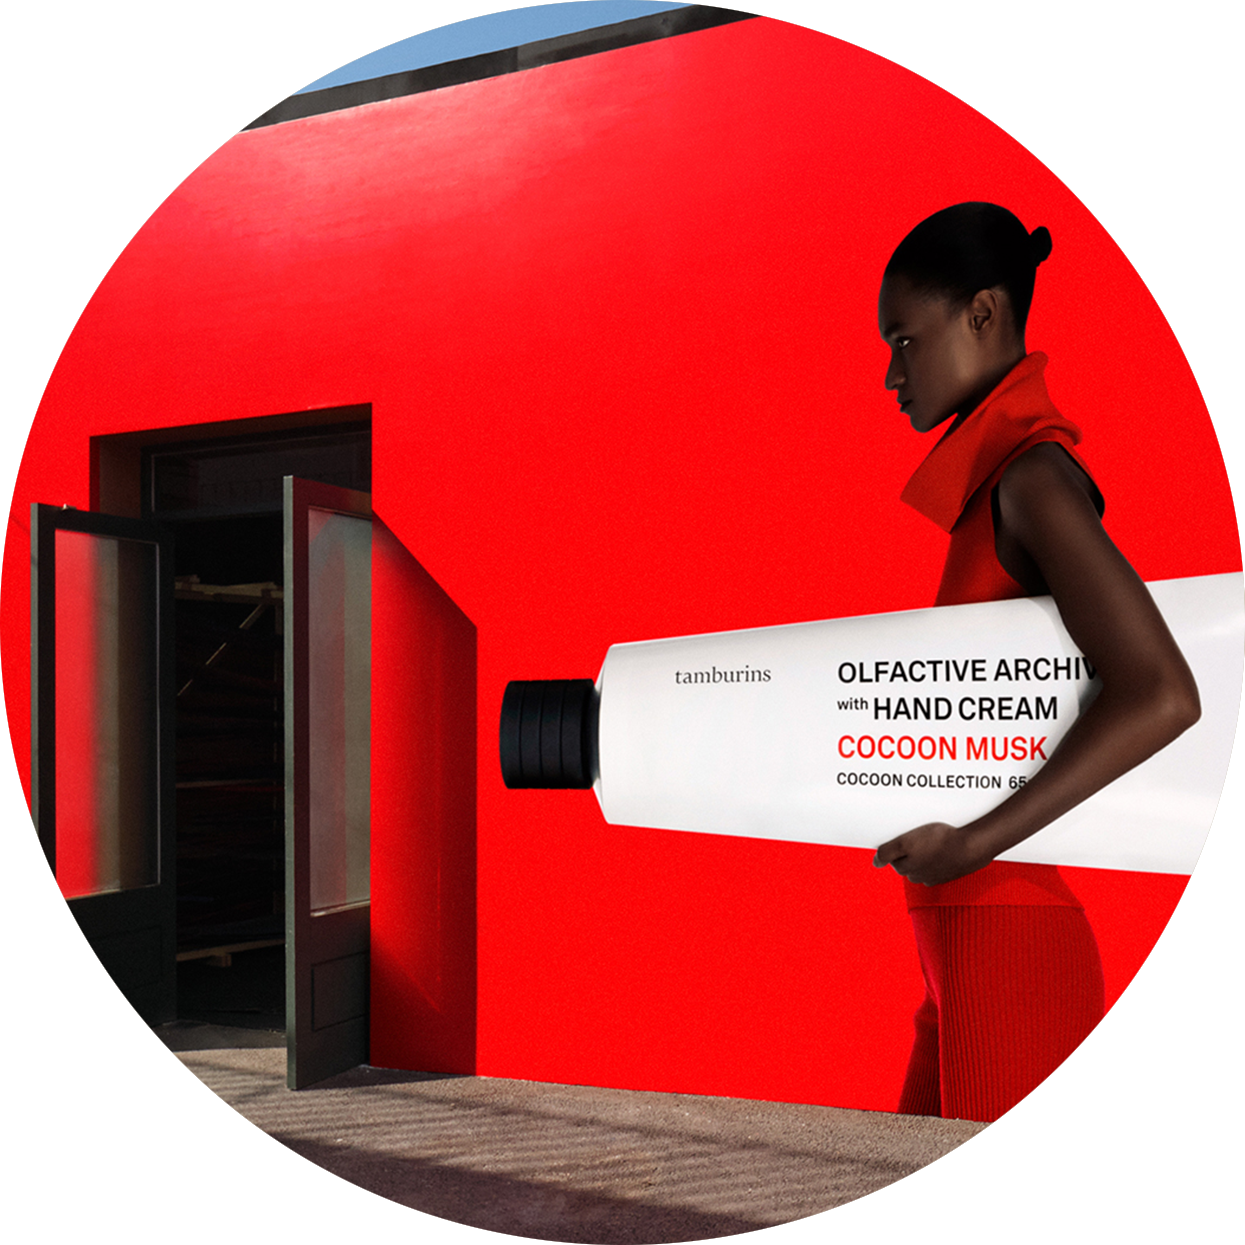 tamburins
OLFACTIVE ARCHIV
with HAND CREAM
COCOON MUSK
COCOON COLLECTION 65